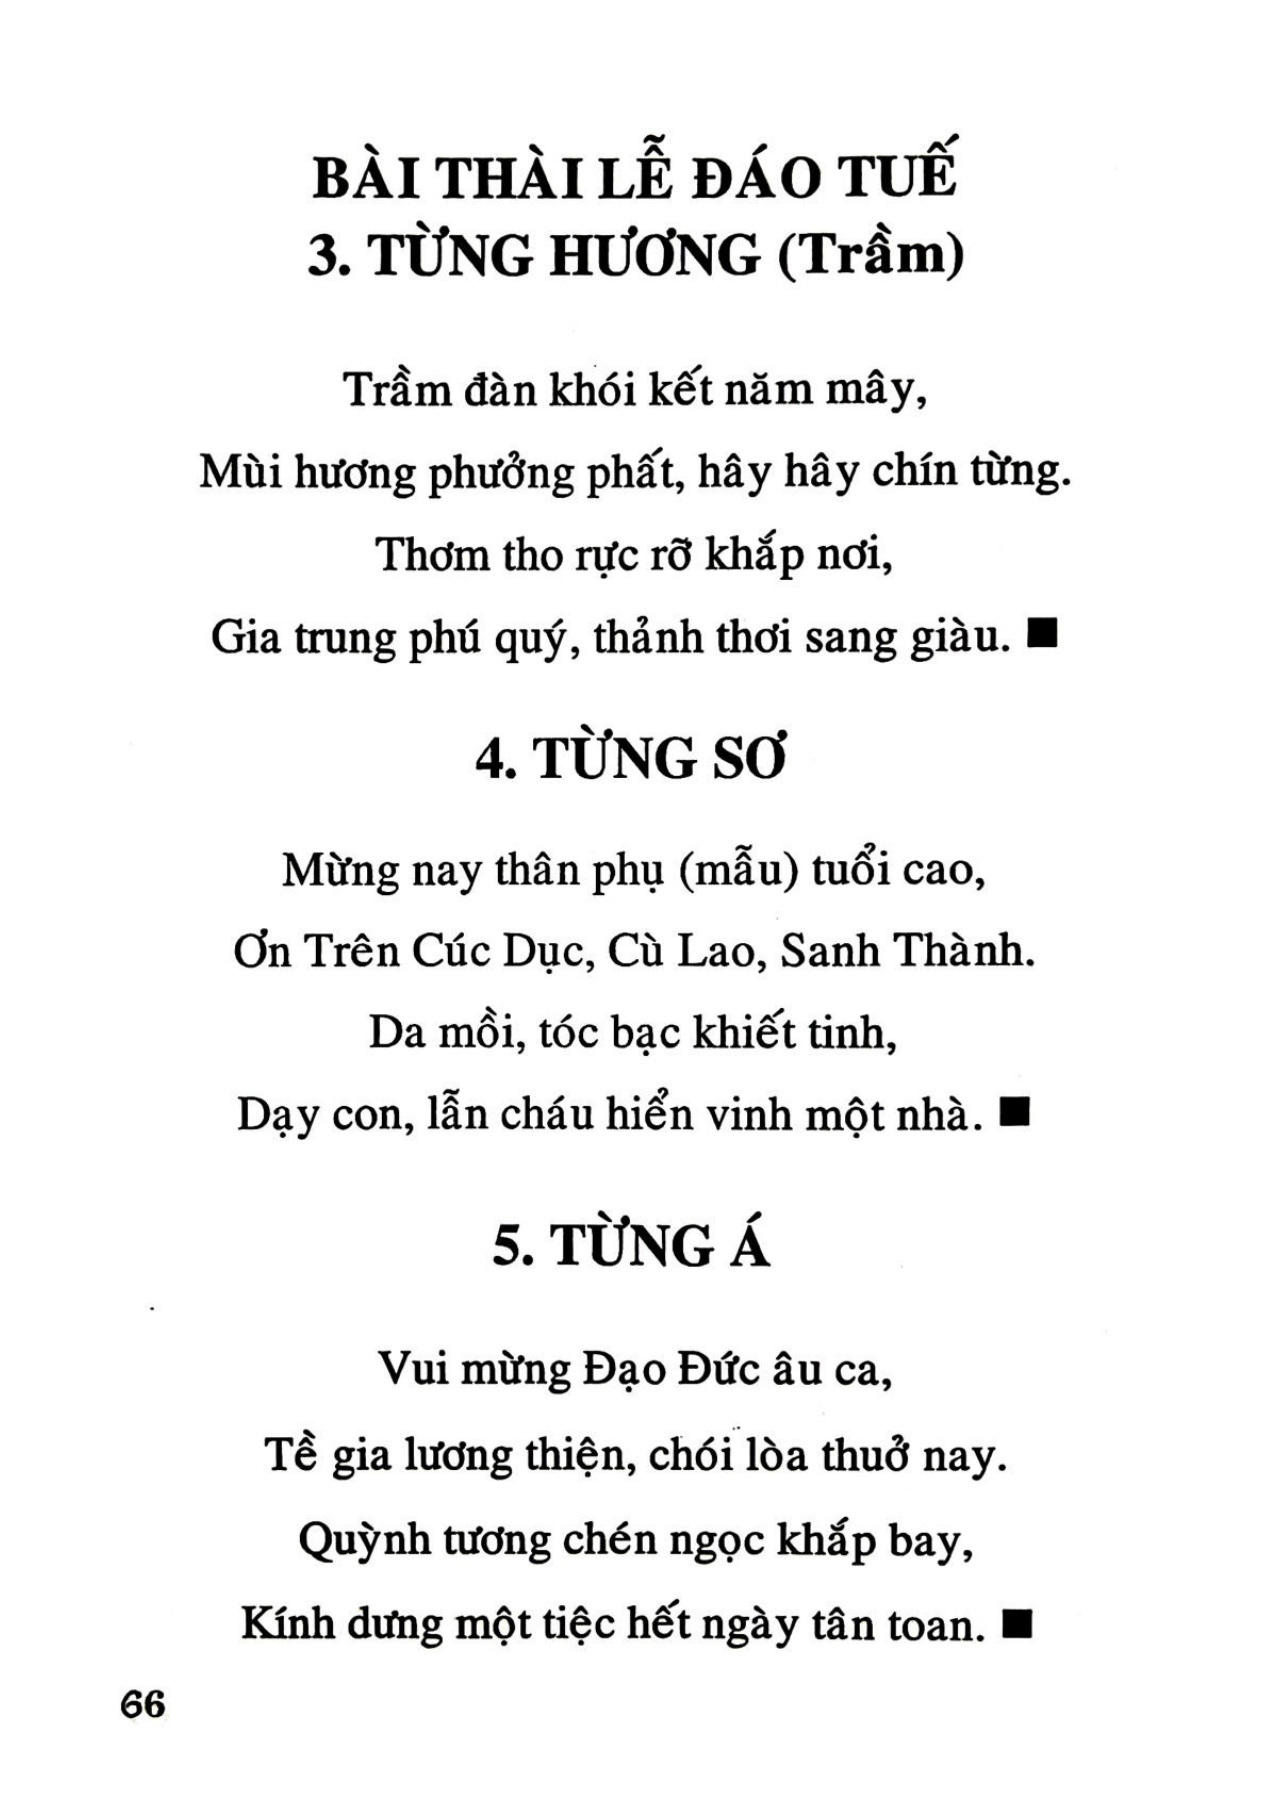 BÀI THÀI LỄ ĐÁO TUẾ
3. TỪNG HƯƠNG (Trầm)
Trầm đàn khói kết năm mây,
Mùi hương phưởng phất, hây hây chín từng.
Thơm tho rực rỡ khắp nơi,
Gia trung phú quý, thảnh thơi sang giàu. ■
4. TỪNG SƠ
Mừng nay thân phụ (mẫu) tuổi cao,
Ơn Trên Cúc Dục, Cù Lao, Sanh Thành.
Da mồi, tóc bạc khiết tinh,
Dạy con, lẫn cháu hiển vinh một nhà. ■
5. TỪNG Á
Vui mừng Đạo Đức âu ca,
Tề gia lương thiện, chói lòa thuở nay.
Quỳnh tương chén ngọc khắp bay,
Kính dưng một tiệc hết ngày tân toan. ■
66